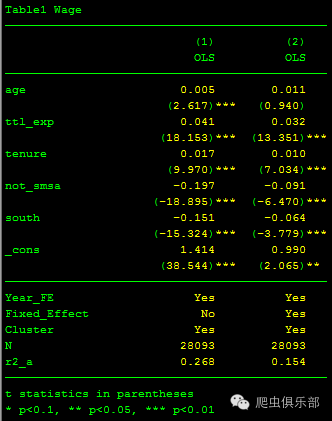 Table1 Wage
(1) (2)
OLS OLS
age 0.005 0.011
(2.617)*** (0.940)
ttl_exp 0.041 0.032
(18.153)*** (13.351)***
tenure 0.017 0.010
(9.970)*** (7.034)***
not_smsa -0.197 -0.091
(-18.895)*** (-6.470)***
south -0.151 -0.064
(-15.324)*** (-3.779)***
_cons 1.414 0.990
(38.544)*** (2.065)**
Year_FE Yes Yes
Fixed_Effect No Yes
Cluster Yes Yes
N 28093 28093
r2_a 0.268 0.154
t statistics in parentheses
* p<0.1, ** p<0.05, *** p<0.01
爬虫俱乐部